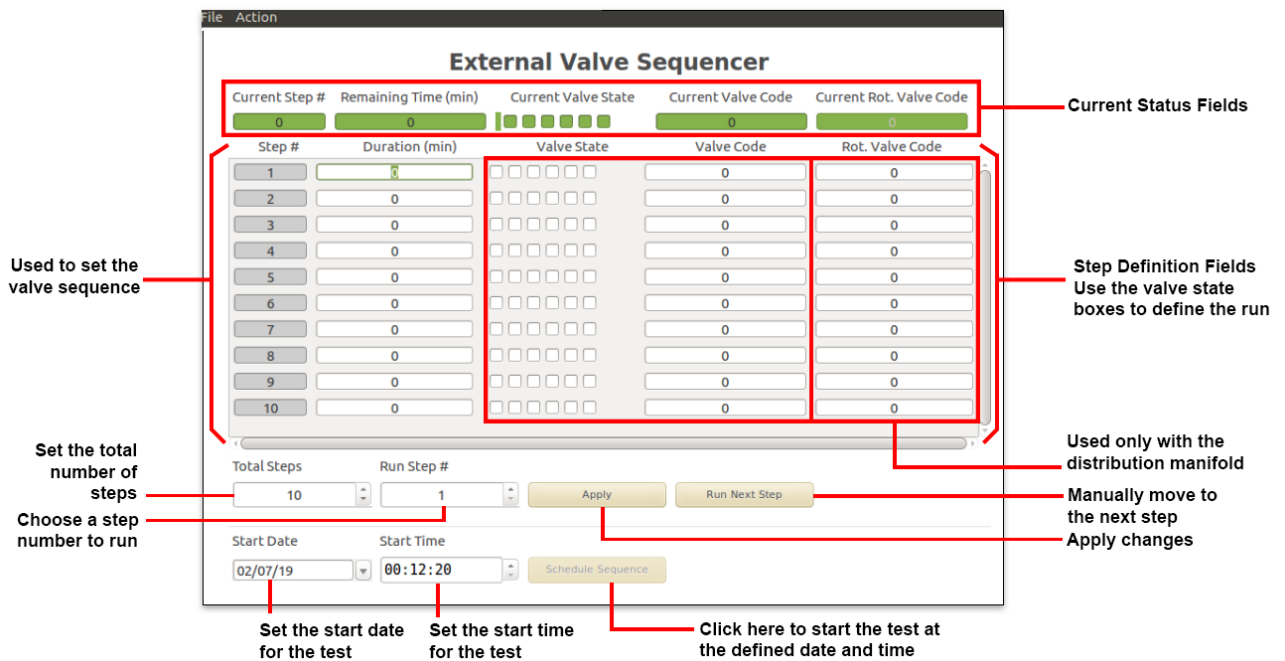 File Action
External Valve Sequencer
Current Step # Remaining Time (min) Current Valve State Current Valve Code Current Rot. Valve Code
0 0 0 0
Current Status Fields
Step # Duration (min) Valve State Valve Code Rot. Valve Code
1 0 0 0
2 0 0 0
3 0 0 0
4 0 0 0
5 0 0 0
6 0 0 0
7 0 0 0
8 0 0 0
9 0 0 0
10 0 0 0
Used to set the
valve sequence
Step Definition Fields
Use the valve state
boxes to define the run
Used only with the
distribution manifold
Set the total
number of
steps
Total Steps Run Step #
10 1 Apply Run Next Step
Manually move to
the next step
Choose a step
number to run
Apply changes
Start Date Start Time
02/07/19 00:12:20 Schedule Sequence
Set the start date
for the test
Set the start time
for the test
Click here to start the test at
the defined date and time